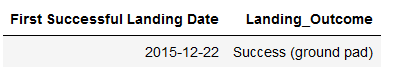 First Successful Landing Date Landing_Outcome
2015-12-22 Success (ground pad)